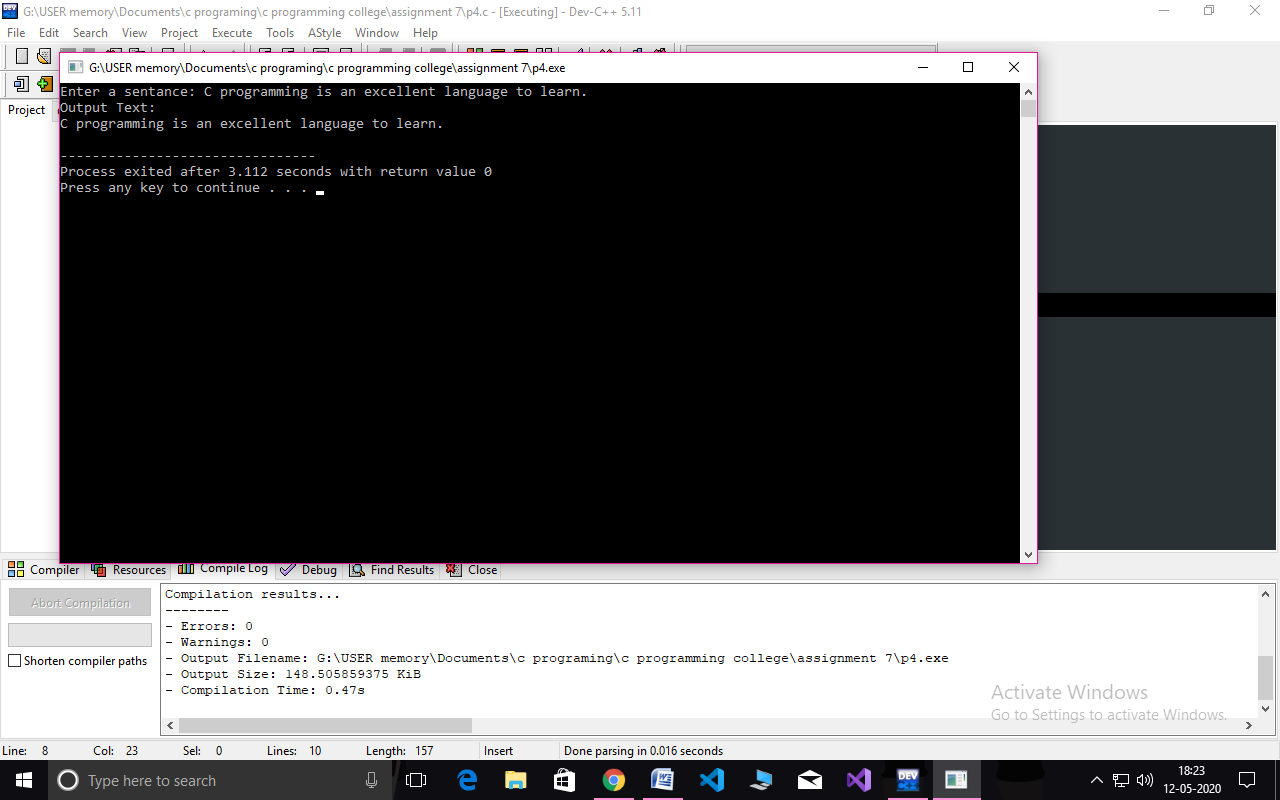 G:\USER memory\Documents\c programing\c programming college\assignment 7\p4.c - [Executing] - Dev-C++ 5.11
File Edit Search View Project Execute Tools AStyle Window Help
G:\USER memory\Documents\c programing\c programming college\assignment 7\p4.exe
Project
Enter a sentance: C programming is an excellent language to learn.
Output Text:
C programming is an excellent language to learn.
--------------------------------
Process exited after 3.112 seconds with return value 0
Press any key to continue . . .
Compiler Resources Compile Log Debug Find Results Close
Abort Compilation
Shorten compiler paths
Compilation results...
--------
- Errors: 0
- Warnings: 0
- Output Filename: G:\USER memory\Documents\c programing\c programming college\assignment 7\p4.exe
- Output Size: 148.505859375 KiB
- Compilation Time: 0.47s
Activate Windows
Go to Settings to activate Windows.
Line: 8 Col: 23 Sel: 0 Lines: 10 Length: 157 Insert Done parsing in 0.016 seconds
Type here to search
DEV
18:23
12-05-2020